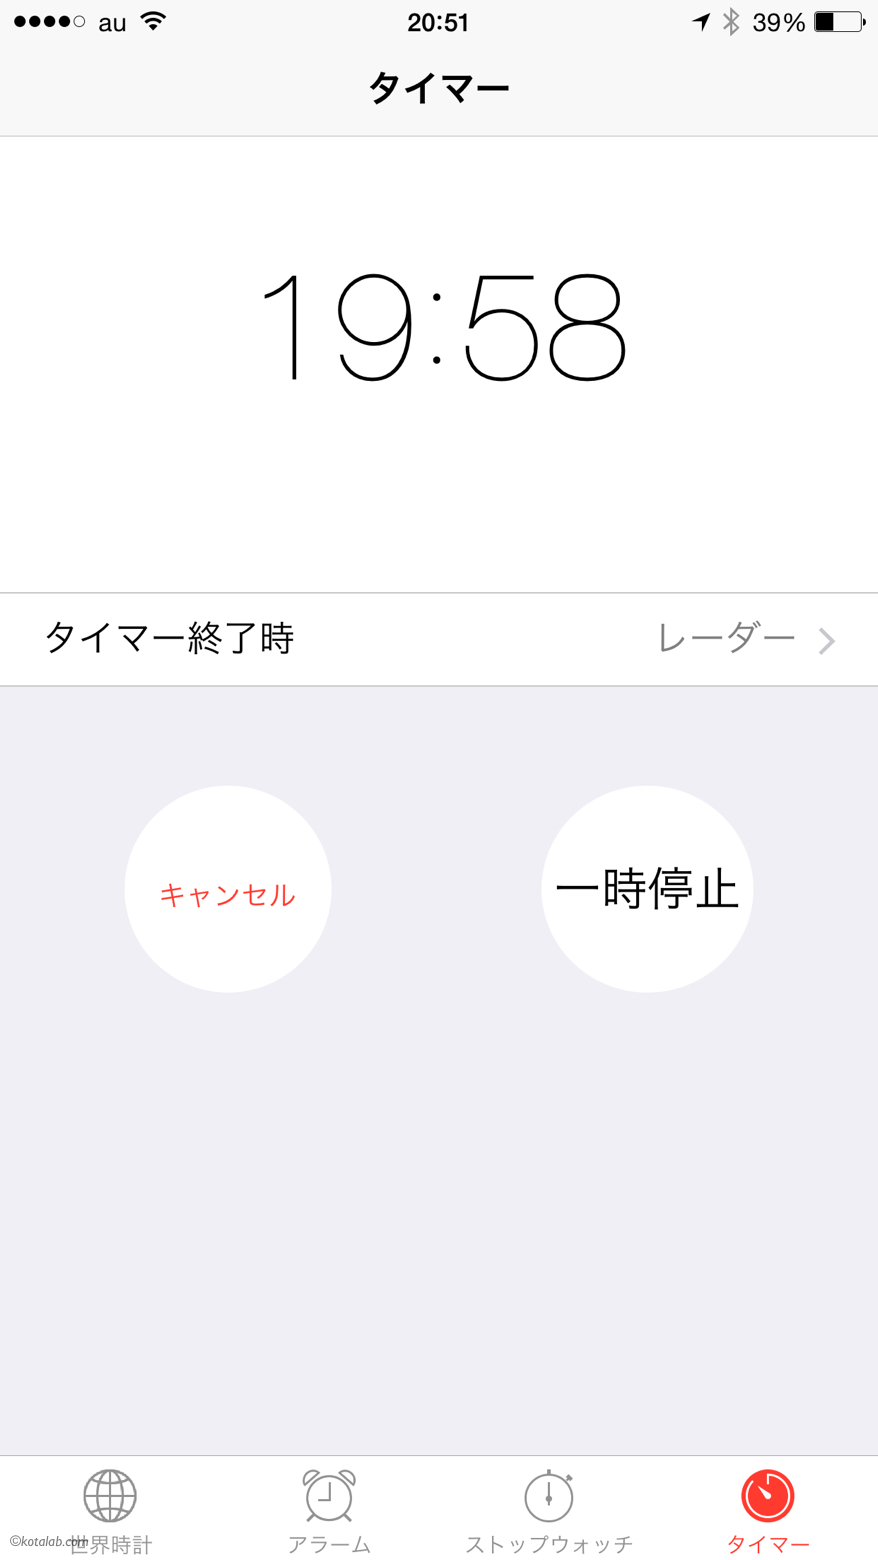 au 20:51 39%
タイマー
19:58
タイマー終了時 レーダー
キャンセル 一時停止
世界時計 アラーム ストップウォッチ タイマー
©kotalab.com